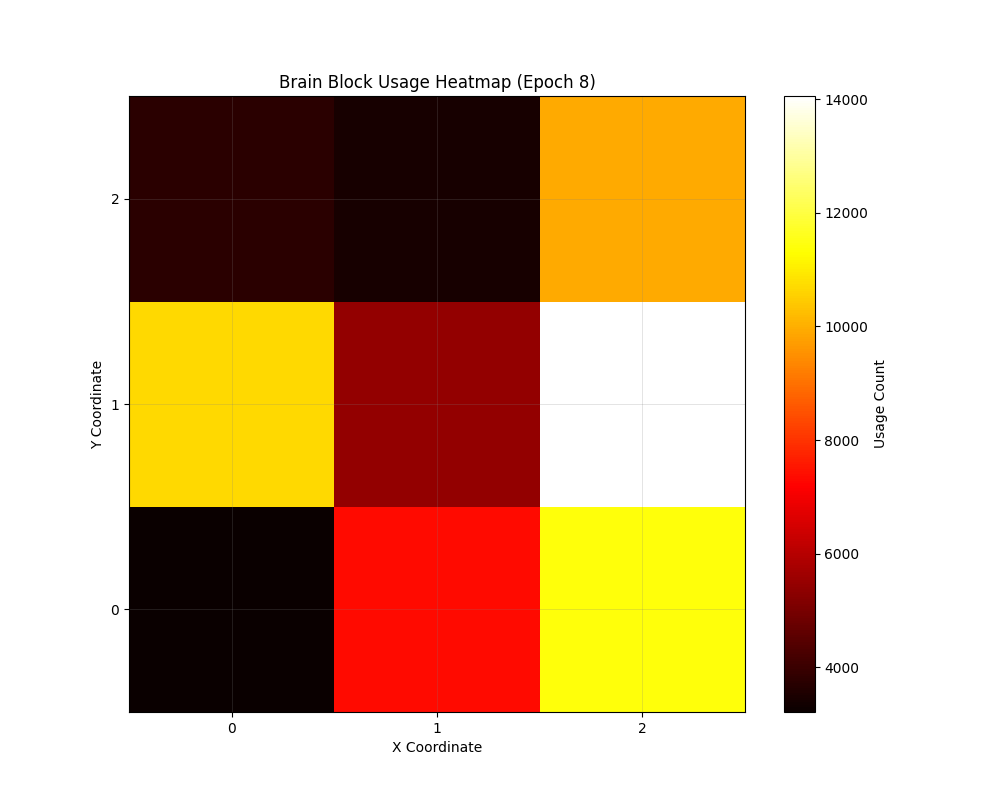 Brain Block Usage Heatmap (Epoch 8)
2
1
0
Y Coordinate
0 1 2
X Coordinate
14000
12000
10000
8000
6000
4000
Usage Count